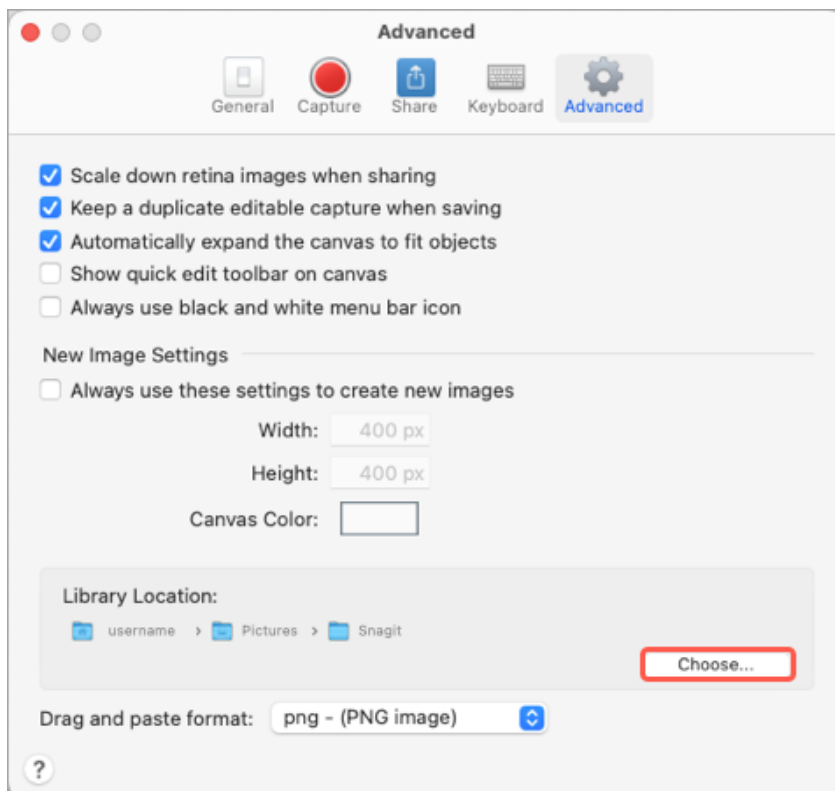 Advanced
General Capture Share Keyboard Advanced
Scale down retina images when sharing
Keep a duplicate editable capture when saving
Automatically expand the canvas to fit objects
Show quick edit toolbar on canvas
Always use black and white menu bar icon
New Image Settings
Always use these settings to create new images
Width: 400 px
Height: 400 px
Canvas Color:
Library Location:
username > Pictures > Snagit
Choose...
Drag and paste format: png - (PNG image)
?